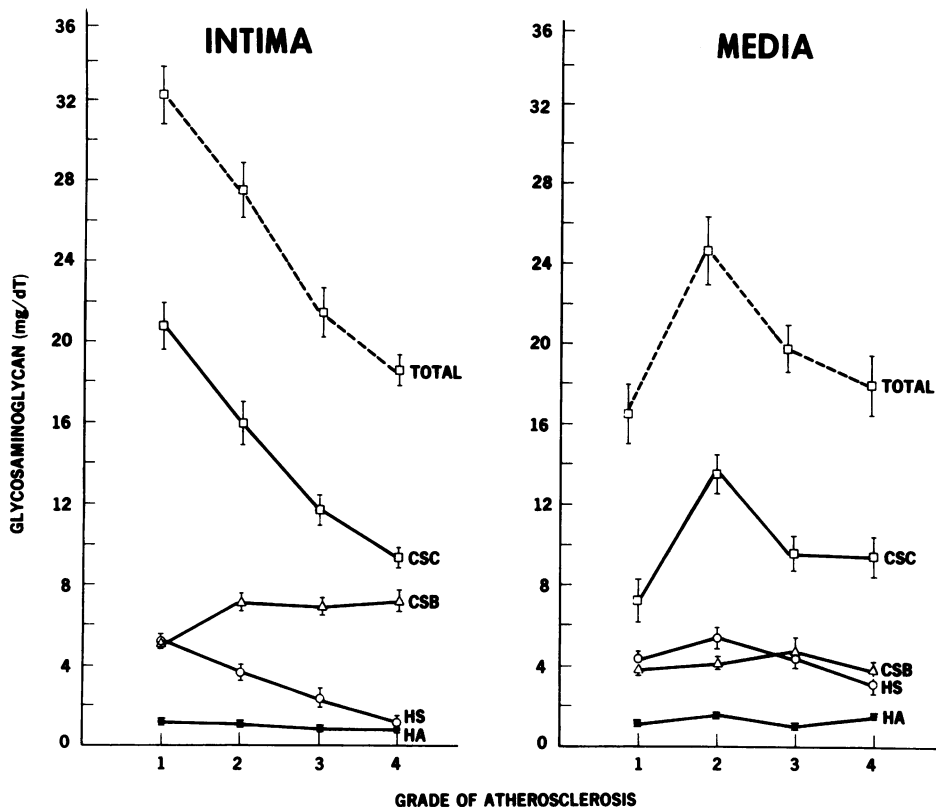 INTIMA
MEDIA
GLYCOSAMINOGLYCAN (mg/dT)
36
32
28
24
20
16
12
8
4
0
1 2 3 4
TOTAL
CSC
CSB
HS
HA
36
32
28
24
20
16
12
8
4
0
1 2 3 4
TOTAL
CSC
CSB
HS
HA
GRADE OF ATHEROSCLEROSIS